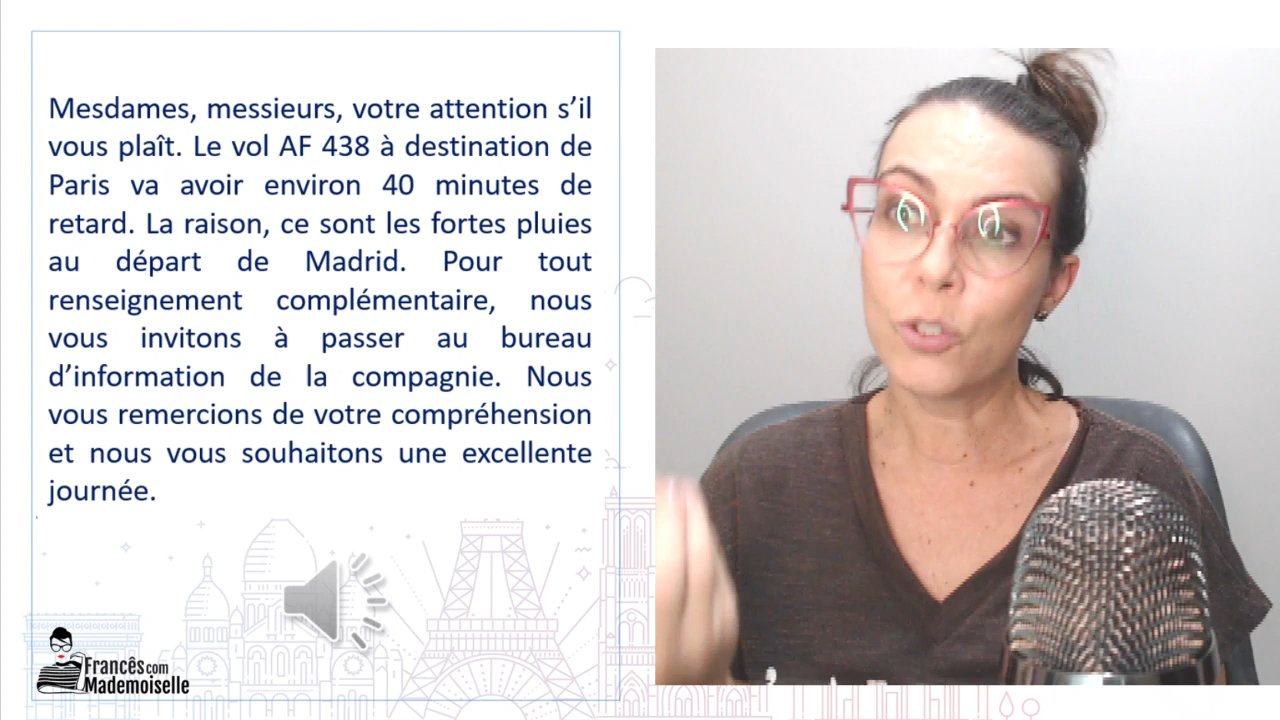 Mesdames, messieurs, votre attention s’il
vous plaît. Le vol AF 438 à destination de
Paris va avoir environ 40 minutes de
retard. La raison, ce sont les fortes pluies
au départ de Madrid. Pour tout
renseignement complémentaire, nous
vous invitons à passer au bureau
d’information de la compagnie. Nous
vous remercions de votre compréhension
et nous vous souhaitons une excellente
journée.
Francês com
Mademoiselle